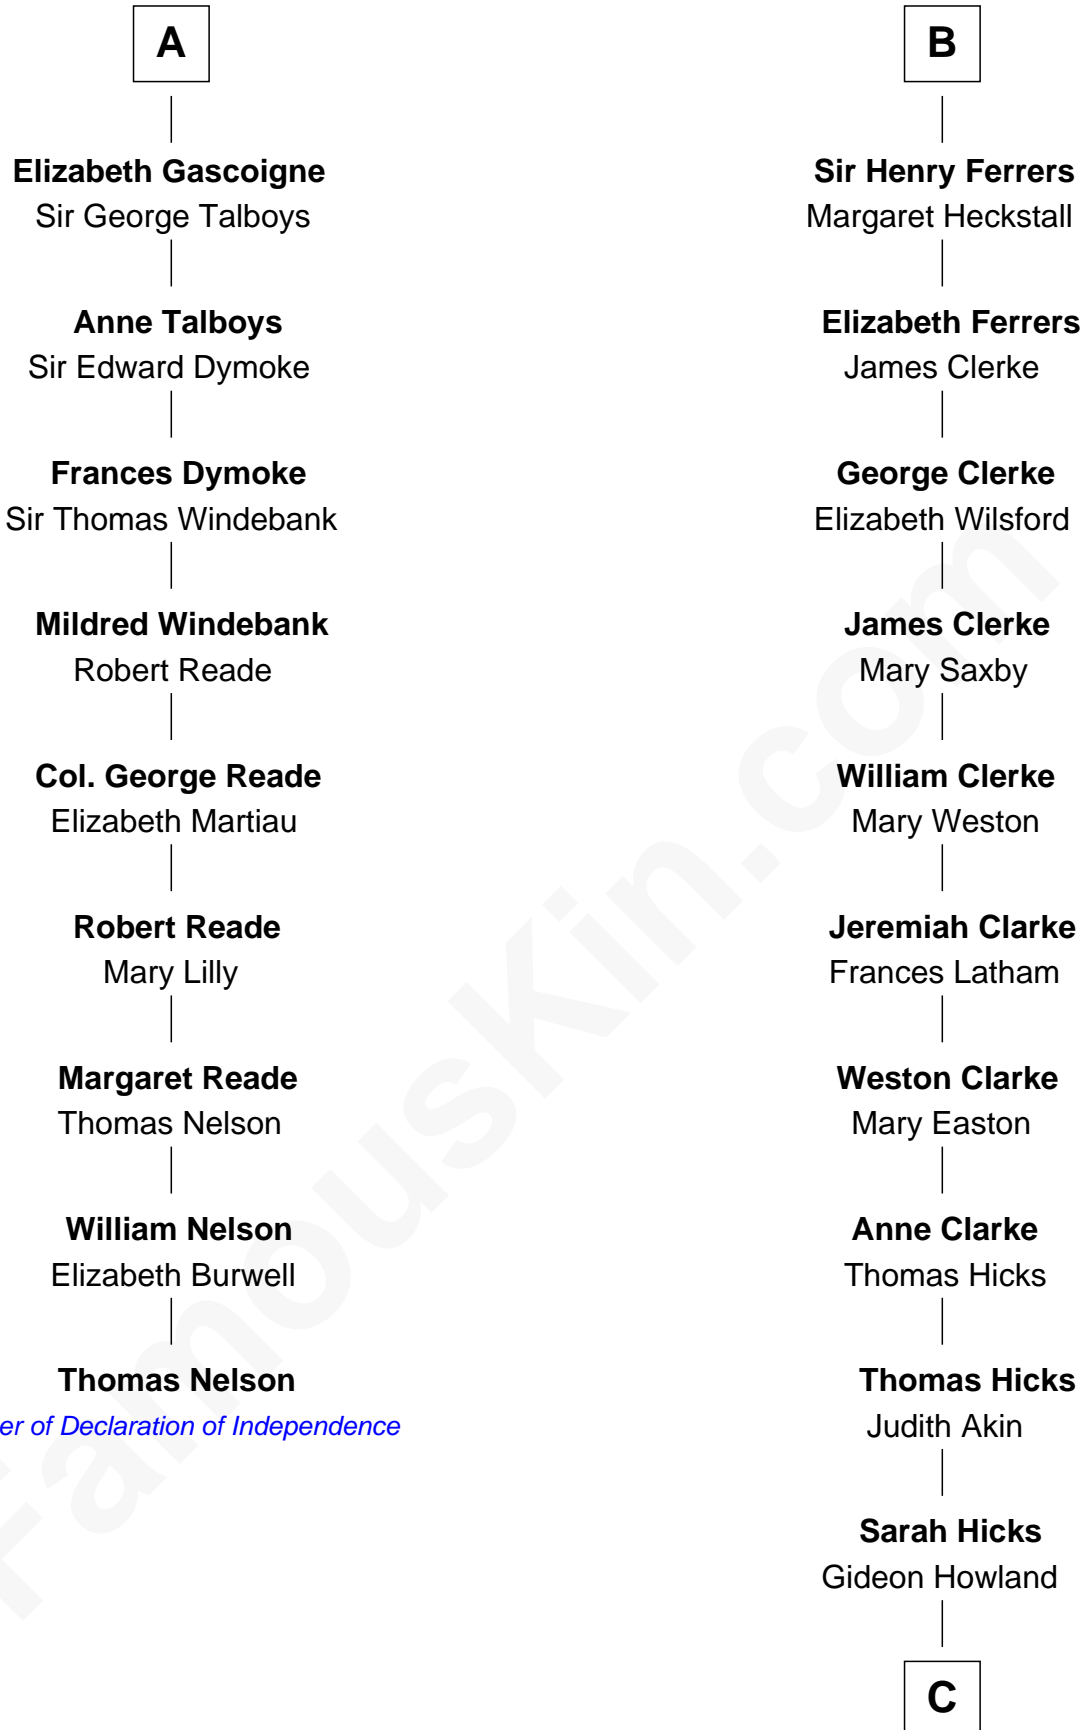 A
Elizabeth Gascoigne
Sir George Talboys
Anne Talboys
Sir Edward Dymoke
Frances Dymoke
Sir Thomas Windebank
Mildred Windebank
Robert Reade
Col. George Reade
Elizabeth Martiau
Robert Reade
Mary Lilly
Margaret Reade
Thomas Nelson
William Nelson
Elizabeth Burwell
Thomas Nelson
of Declaration of Independence
B
Sir Henry Ferrers
Margaret Heckstall
Elizabeth Ferrers
James Clerke
George Clerke
Elizabeth Wilsford
James Clerke
Mary Saxby
William Clerke
Mary Weston
Jeremiah Clarke
Frances Latham
Weston Clarke
Mary Easton
Anne Clarke
Thomas Hicks
Thomas Hicks
Judith Akin
Sarah Hicks
Gideon Howland
C
FamousKin.com